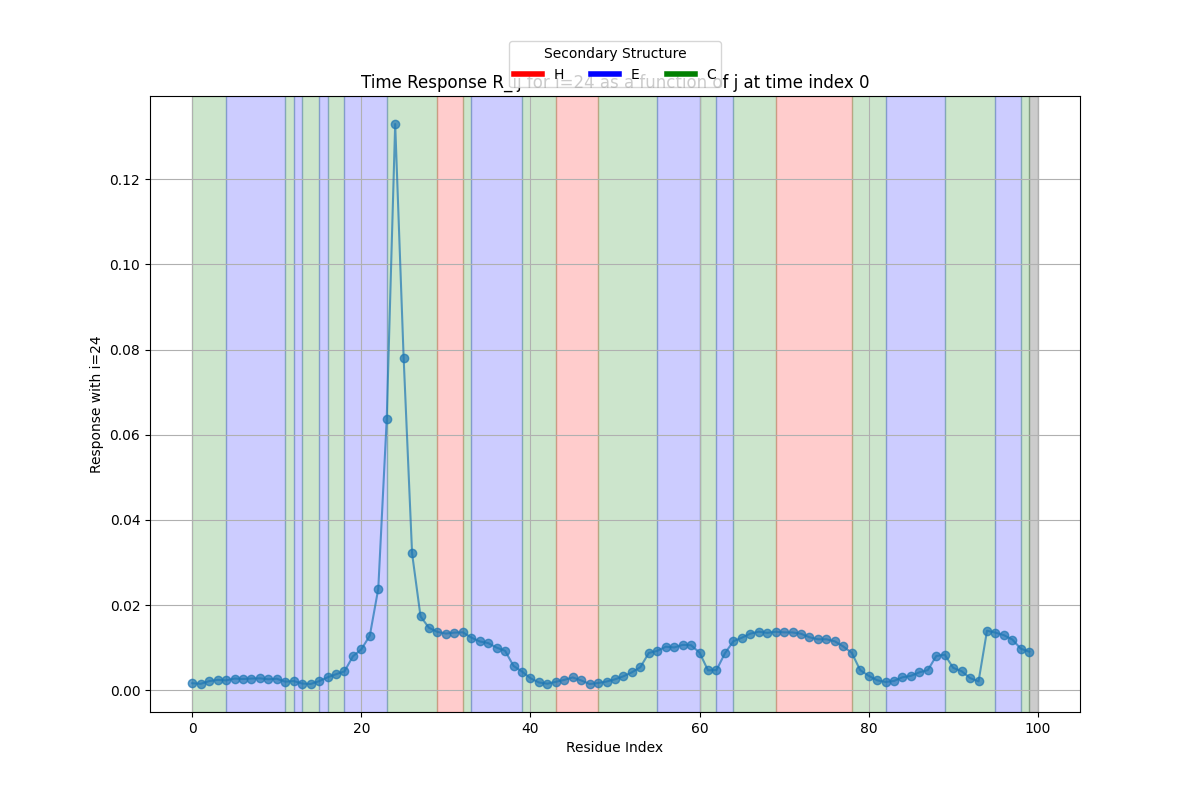 Secondary Structure
H E C
Time Response R_ij for i=24 as a function of j at time index 0
Response with i=24
0.12
0.10
0.08
0.06
0.04
0.02
0.00
0 20 40 60 80 100
Residue Index